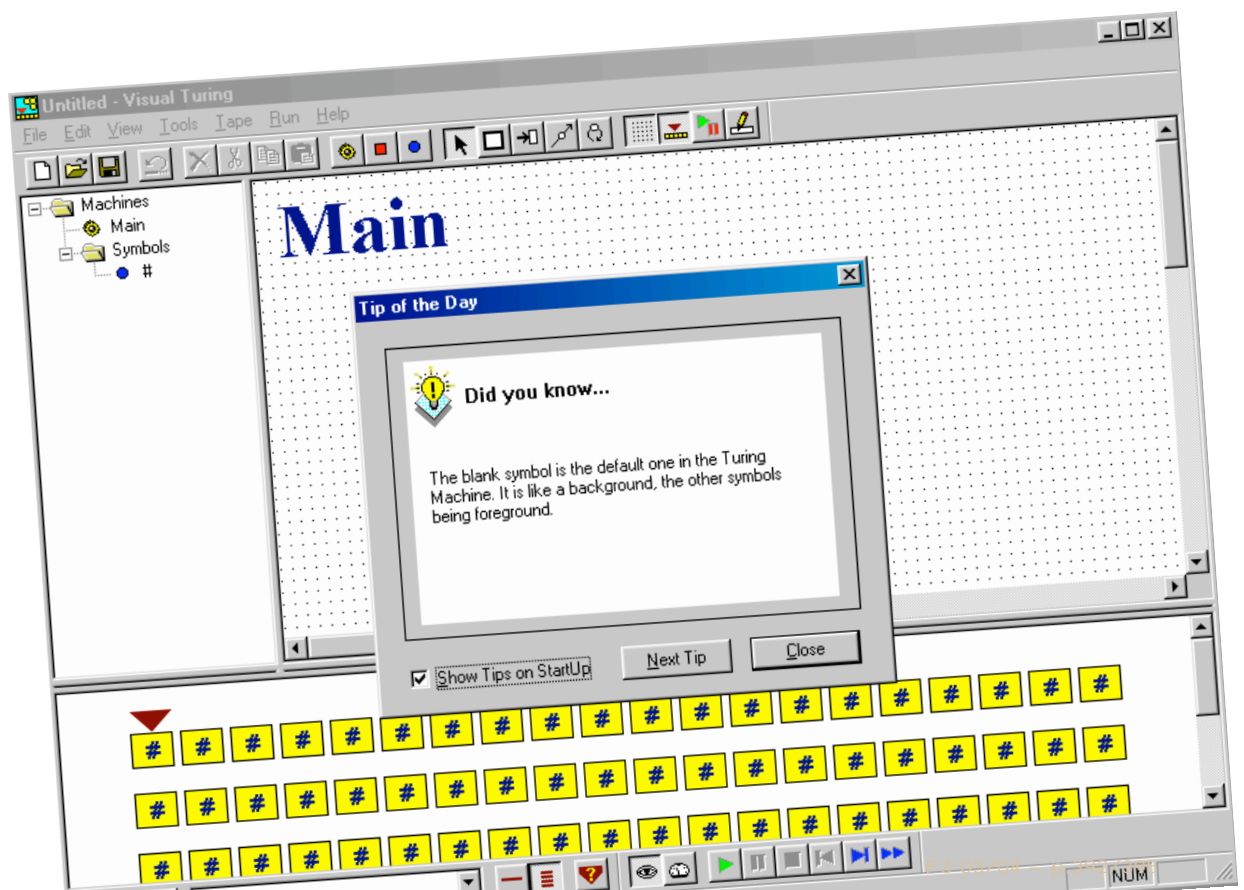 Untitled - Visual Turing
File Edit View Tools Tape Run Help
Machines
Main
Symbols
#
Main
Tip of the Day
Did you know...
The blank symbol is the default one in the Turing
Machine. It is like a background, the other symbols
being foreground.
Show Tips on StartUp
Next Tip
Close
# # # # # # # # # # # # # # # # # # # #
# # # # # # # # # # # # # # # # # # # #
# # # # # # # # # # # # # # # # # # # #
NUM